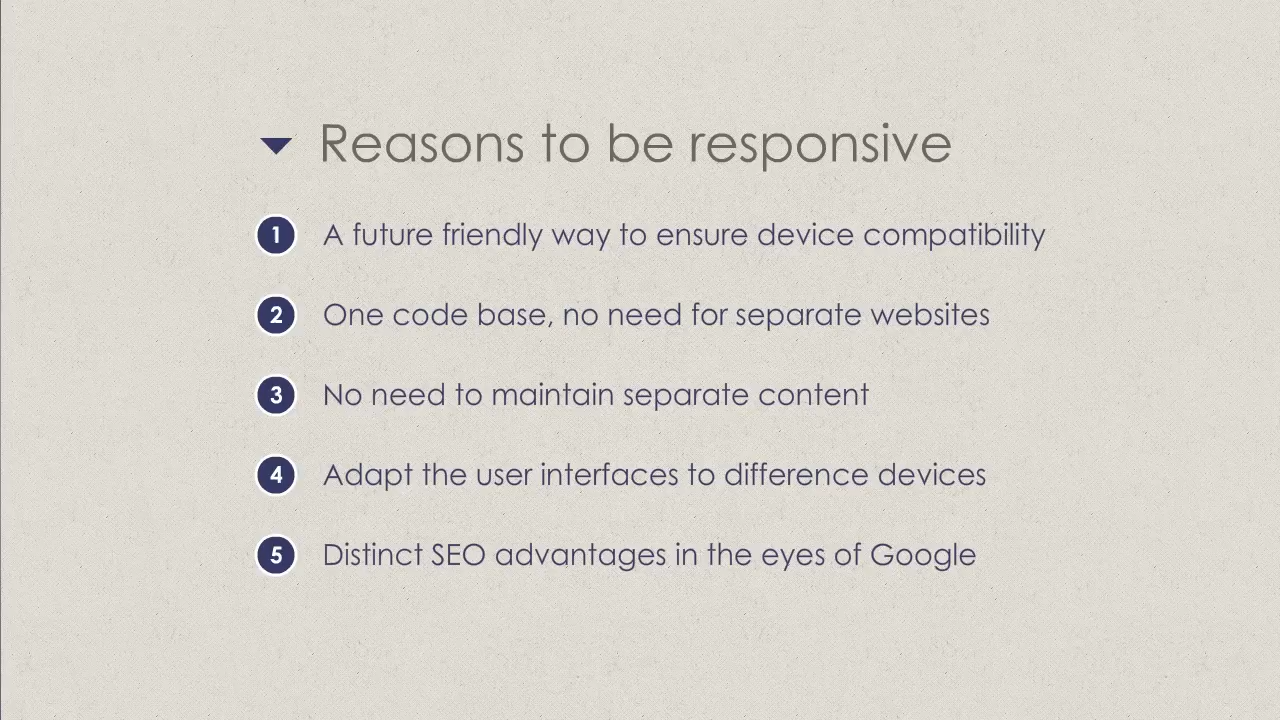 Reasons to be responsive
1 A future friendly way to ensure device compatibility
2 One code base, no need for separate websites
3 No need to maintain separate content
4 Adapt the user interfaces to difference devices
5 Distinct SEO advantages in the eyes of Google